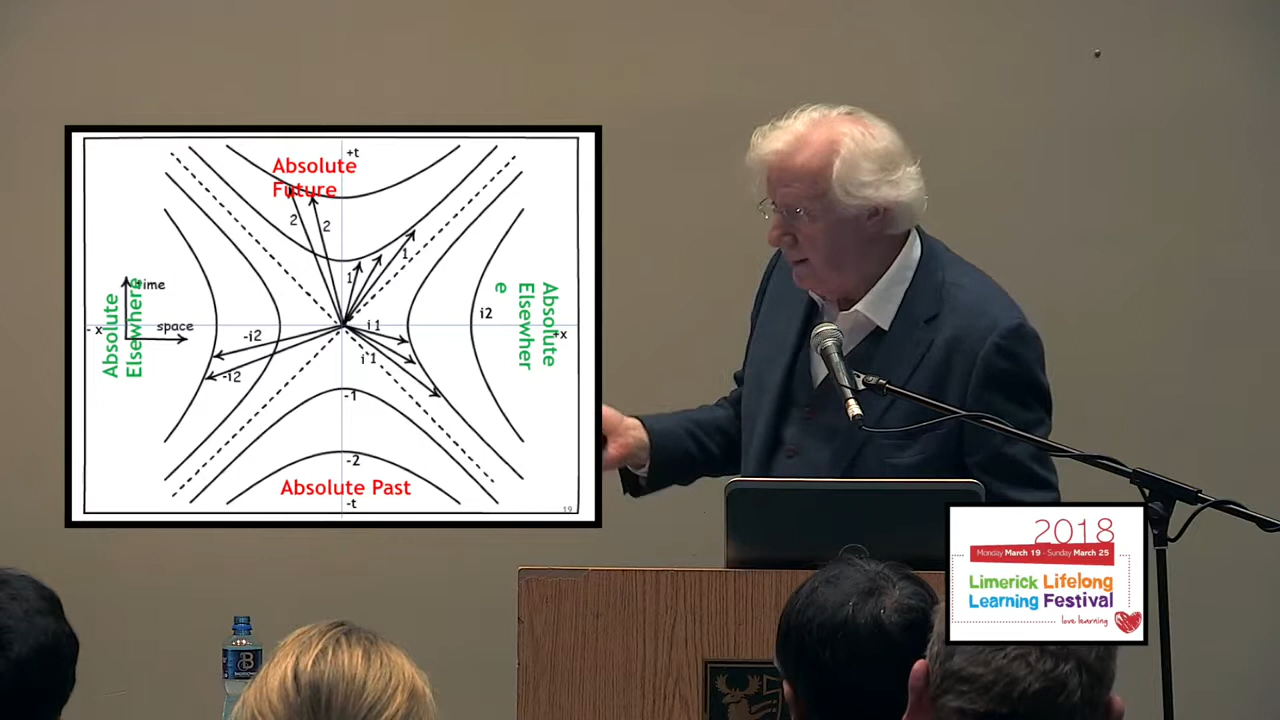 +t
Absolute
Future
2
2
1
1
time
space
- x
Absolute
Elsewhere
-i2
-i2
i 1
i 1
i2
+x
e
Elsewher
Absolute
-1
-2
Absolute Past
-t
19
2018
Monday March 19 - Sunday March 25
Limerick Lifelong
Learning Festival
love learning
B